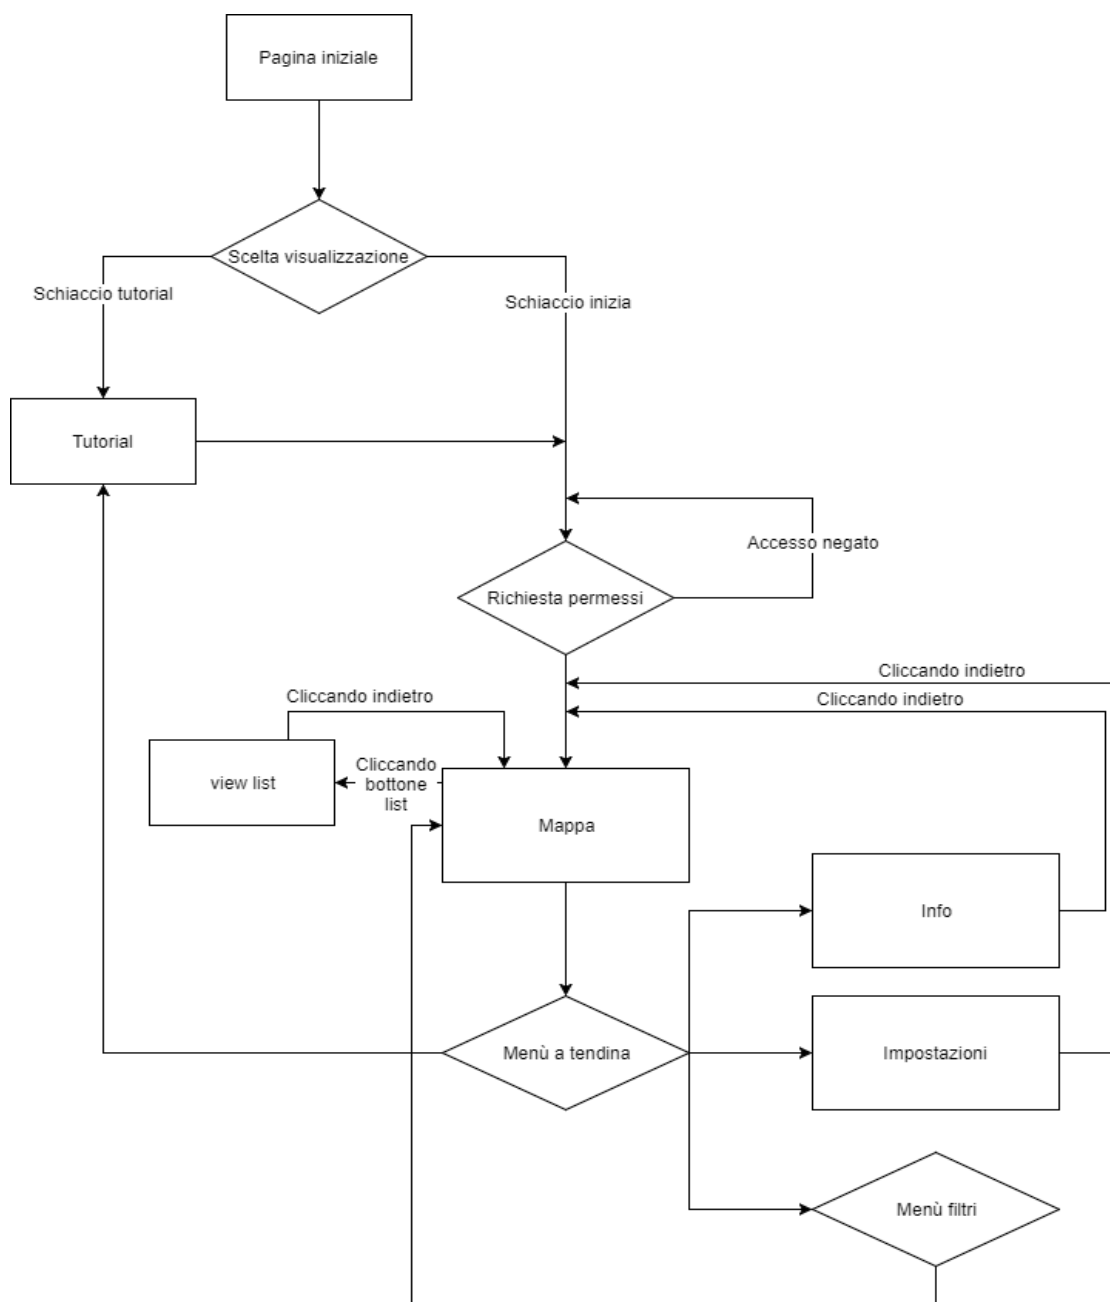 Pagina iniziale
Scelta visualizzazione
Schiaccio tutorial
Schiaccio inizia
Tutorial
Accesso negato
Richiesta permessi
Cliccando indietro
Cliccando indietro
Cliccando indietro
view list
Cliccando
bottone
list
Mappa
Info
Menù a tendina
Impostazioni
Menù filtri